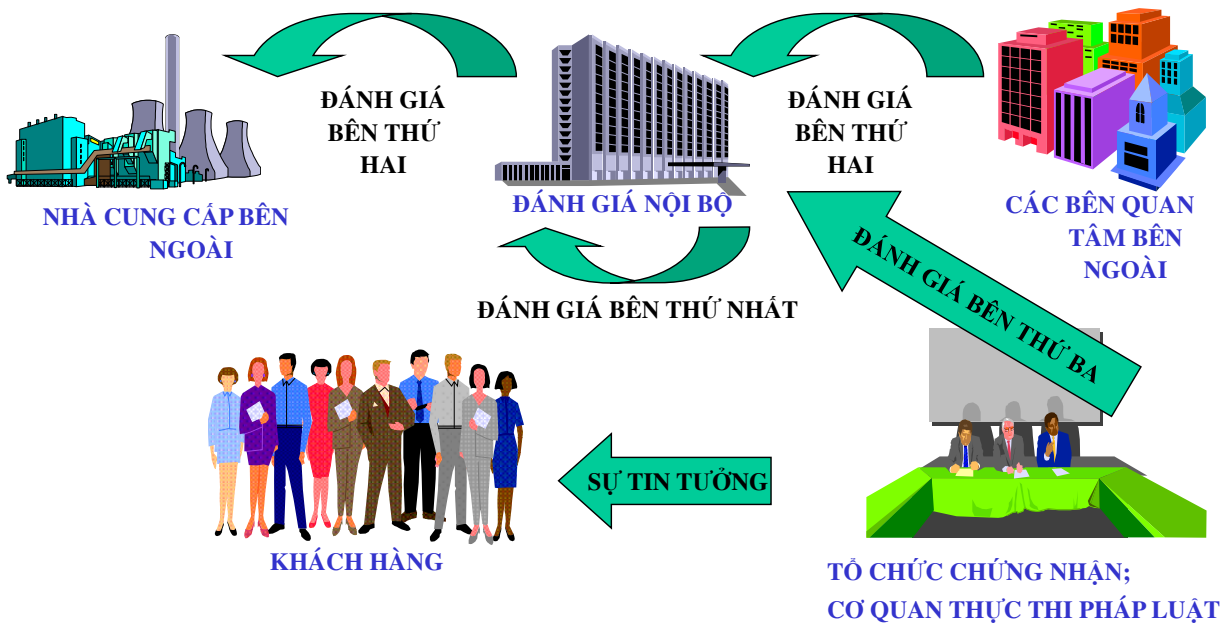 ĐÁNH GIÁ
BÊN THỨ
HAI
ĐÁNH GIÁ
BÊN THỨ
HAI
NHÀ CUNG CẤP BÊN
NGOÀI
ĐÁNH GIÁ NỘI BỘ
CÁC BÊN QUAN
TÂM BÊN
NGOÀI
ĐÁNH GIÁ BÊN THỨ BA
ĐÁNH GIÁ BÊN THỨ NHẤT
SỰ TIN TƯỞNG
KHÁCH HÀNG
TỔ CHỨC CHỨNG NHẬN;
CƠ QUAN THỰC THI PHÁP LUẬT